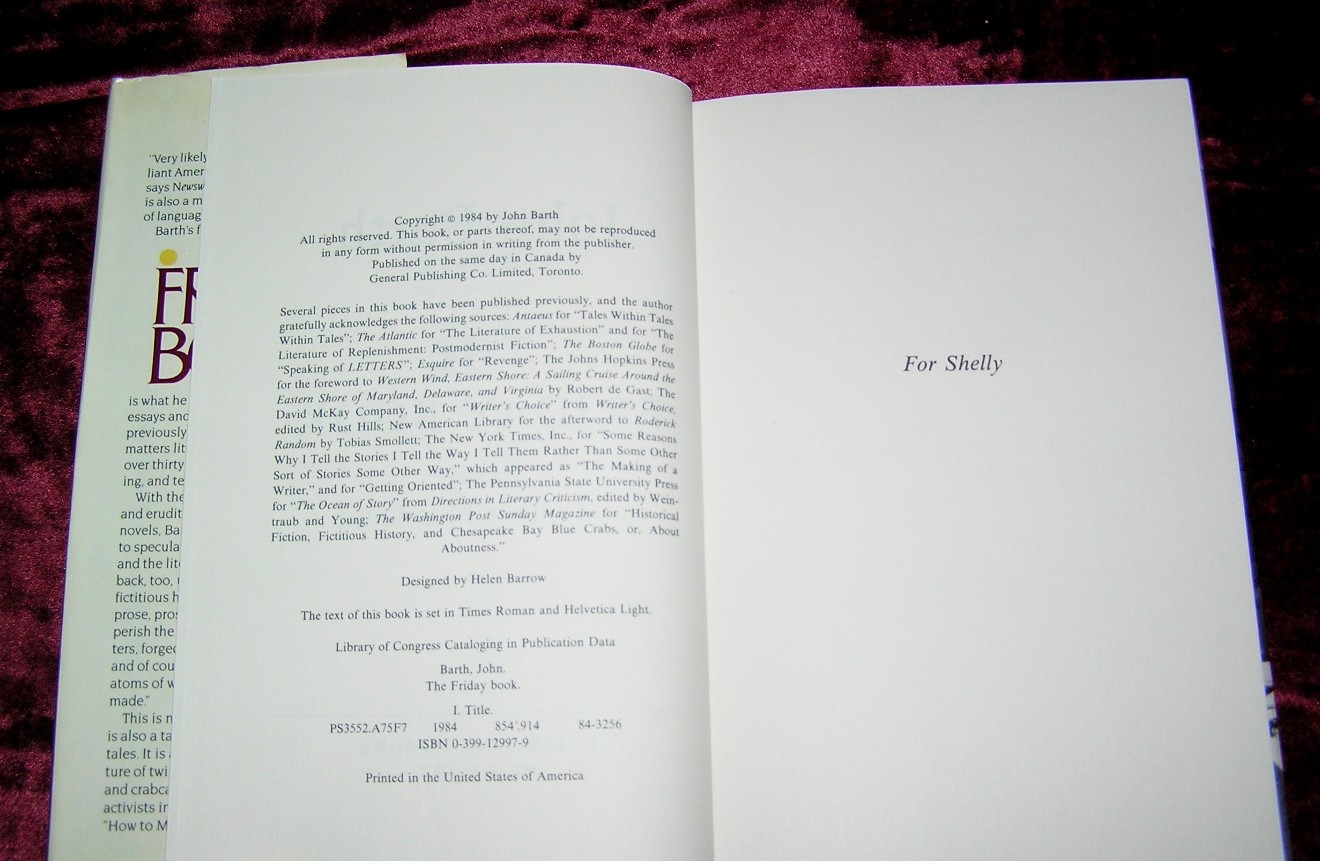 "Very likely
liant Amer
says Newsw
is also a m
of languag
Barth's f
FR
BO
is what he
essays and
previously
matters lit
over thirty
ing, and te
With the
and erudit
novels, Ba
to specula
and the lit
back, too,
fictitious h
prose, pros
perish the
ters, forged
and of cou
atoms of w
made."
This is n
is also a ta
tales. It is
ture of twi
and crabca
activists ir
"How to M
Copyright © 1984 by John Barth
All rights reserved. This book, or parts thereof, may not be reproduced
in any form without permission in writing from the publisher.
Published on the same day in Canada by
General Publishing Co. Limited, Toronto.
Several pieces in this book have been published previously, and the author
gratefully acknowledges the following sources: Antaeus for "Tales Within Tales
Within Tales"; The Atlantic for "The Literature of Exhaustion" and for "The
Literature of Replenishment: Postmodernist Fiction"; The Boston Globe for
"Speaking of LETTERS"; Esquire for "Revenge"; The Johns Hopkins Press
for the foreword to Western Wind, Eastern Shore: A Sailing Cruise Around the
Eastern Shore of Maryland, Delaware, and Virginia by Robert de Gast; The
David McKay Company, Inc., for "Writer's Choice" from Writer's Choice,
edited by Rust Hills; New American Library for the afterword to Roderick
Random by Tobias Smollett; The New York Times, Inc., for "Some Reasons
Why I Tell the Stories I Tell the Way I Tell Them Rather Than Some Other
Sort of Stories Some Other Way," which appeared as "The Making of a
Writer," and for "Getting Oriented"; The Pennsylvania State University Press
for "The Ocean of Story" from Directions in Literary Criticism, edited by Wein-
traub and Young; The Washington Post Sunday Magazine for "Historical
Fiction, Fictitious History, and Chesapeake Bay Blue Crabs, or, About
Aboutness."
Designed by Helen Barrow
The text of this book is set in Times Roman and Helvetica Light.
Library of Congress Cataloging in Publication Data
Barth, John.
The Friday book.
I. Title.
PS3552.A75F7 1984 854'.914 84-3256
ISBN 0-399-12997-9
Printed in the United States of America
For Shelly